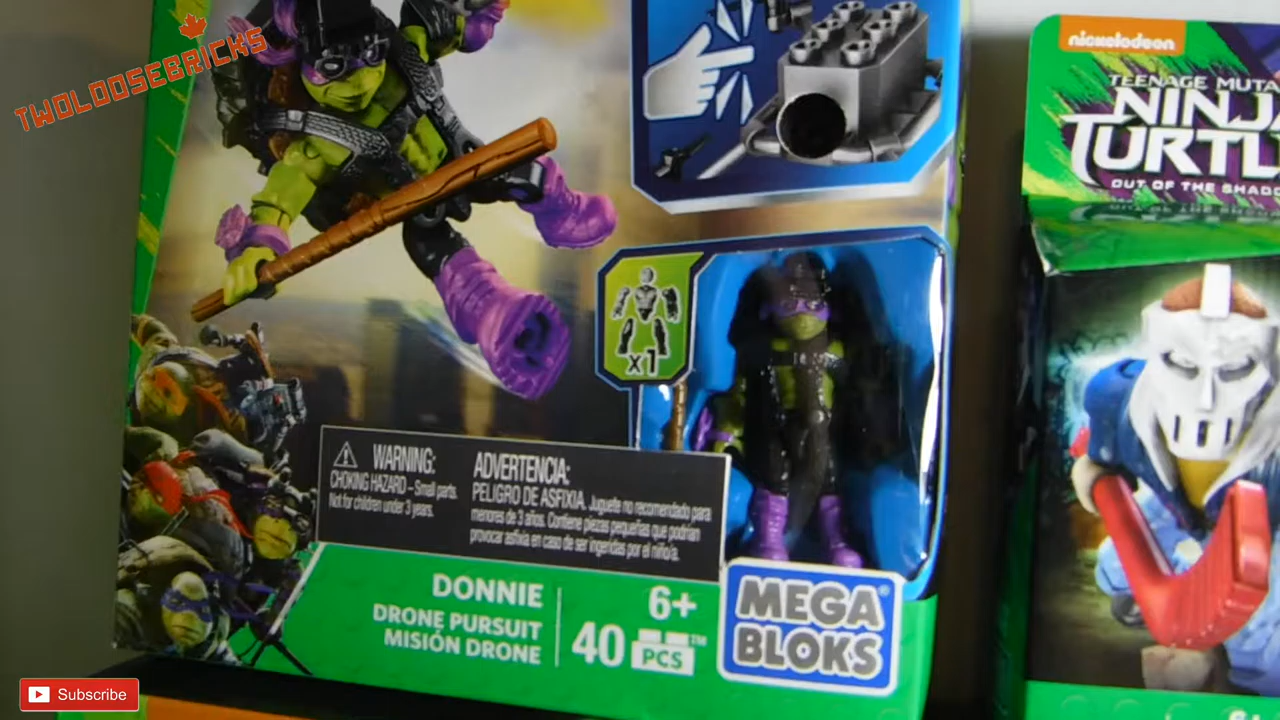 TWOLOOSEBRICKS
nickelodeon
TEENAGE MUTA
NINJ
TURTL
OUT OF THE SHADO
x1
WARNING:
CHOKING HAZARD – Small parts.
Not for children under 3 years.
ADVERTENCIA:
PELIGRO DE ASFIXIA. Juguete no recomendado para
menores de 3 años. Contiene piezas pequeñas que podrían
provocar asfixia en caso de ser ingeridas por el niño/a.
DONNIE
DRONE PURSUIT
MISIÓN DRONE
6+
40 PCS™
MEGA
BLOKS®
Subscribe